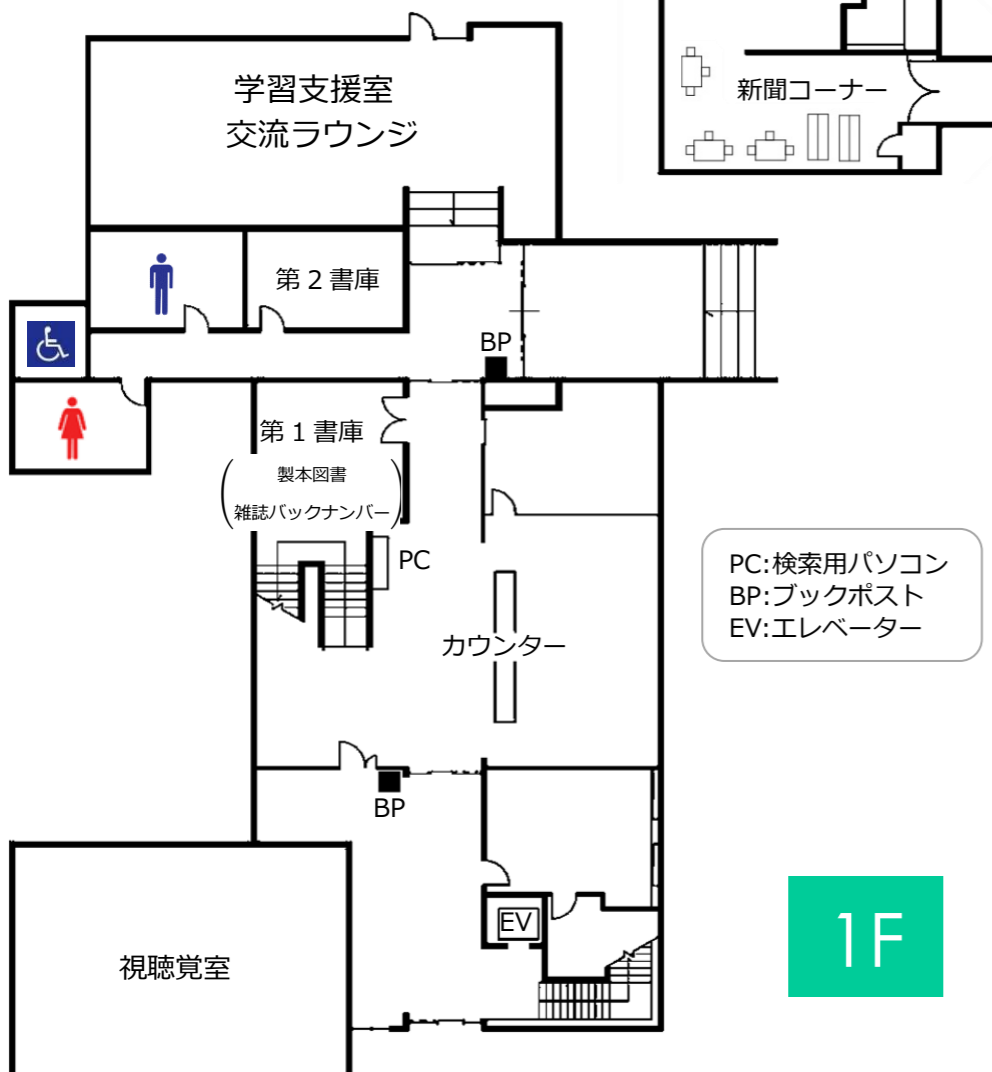 学習支援室
交流ラウンジ
新聞コーナー
第2書庫
BP
第1書庫
製本図書
雑誌バックナンバー
PC
PC:検索用パソコン
BP:ブックポスト
EV:エレベーター
カウンター
BP
EV
視聴覚室
1F